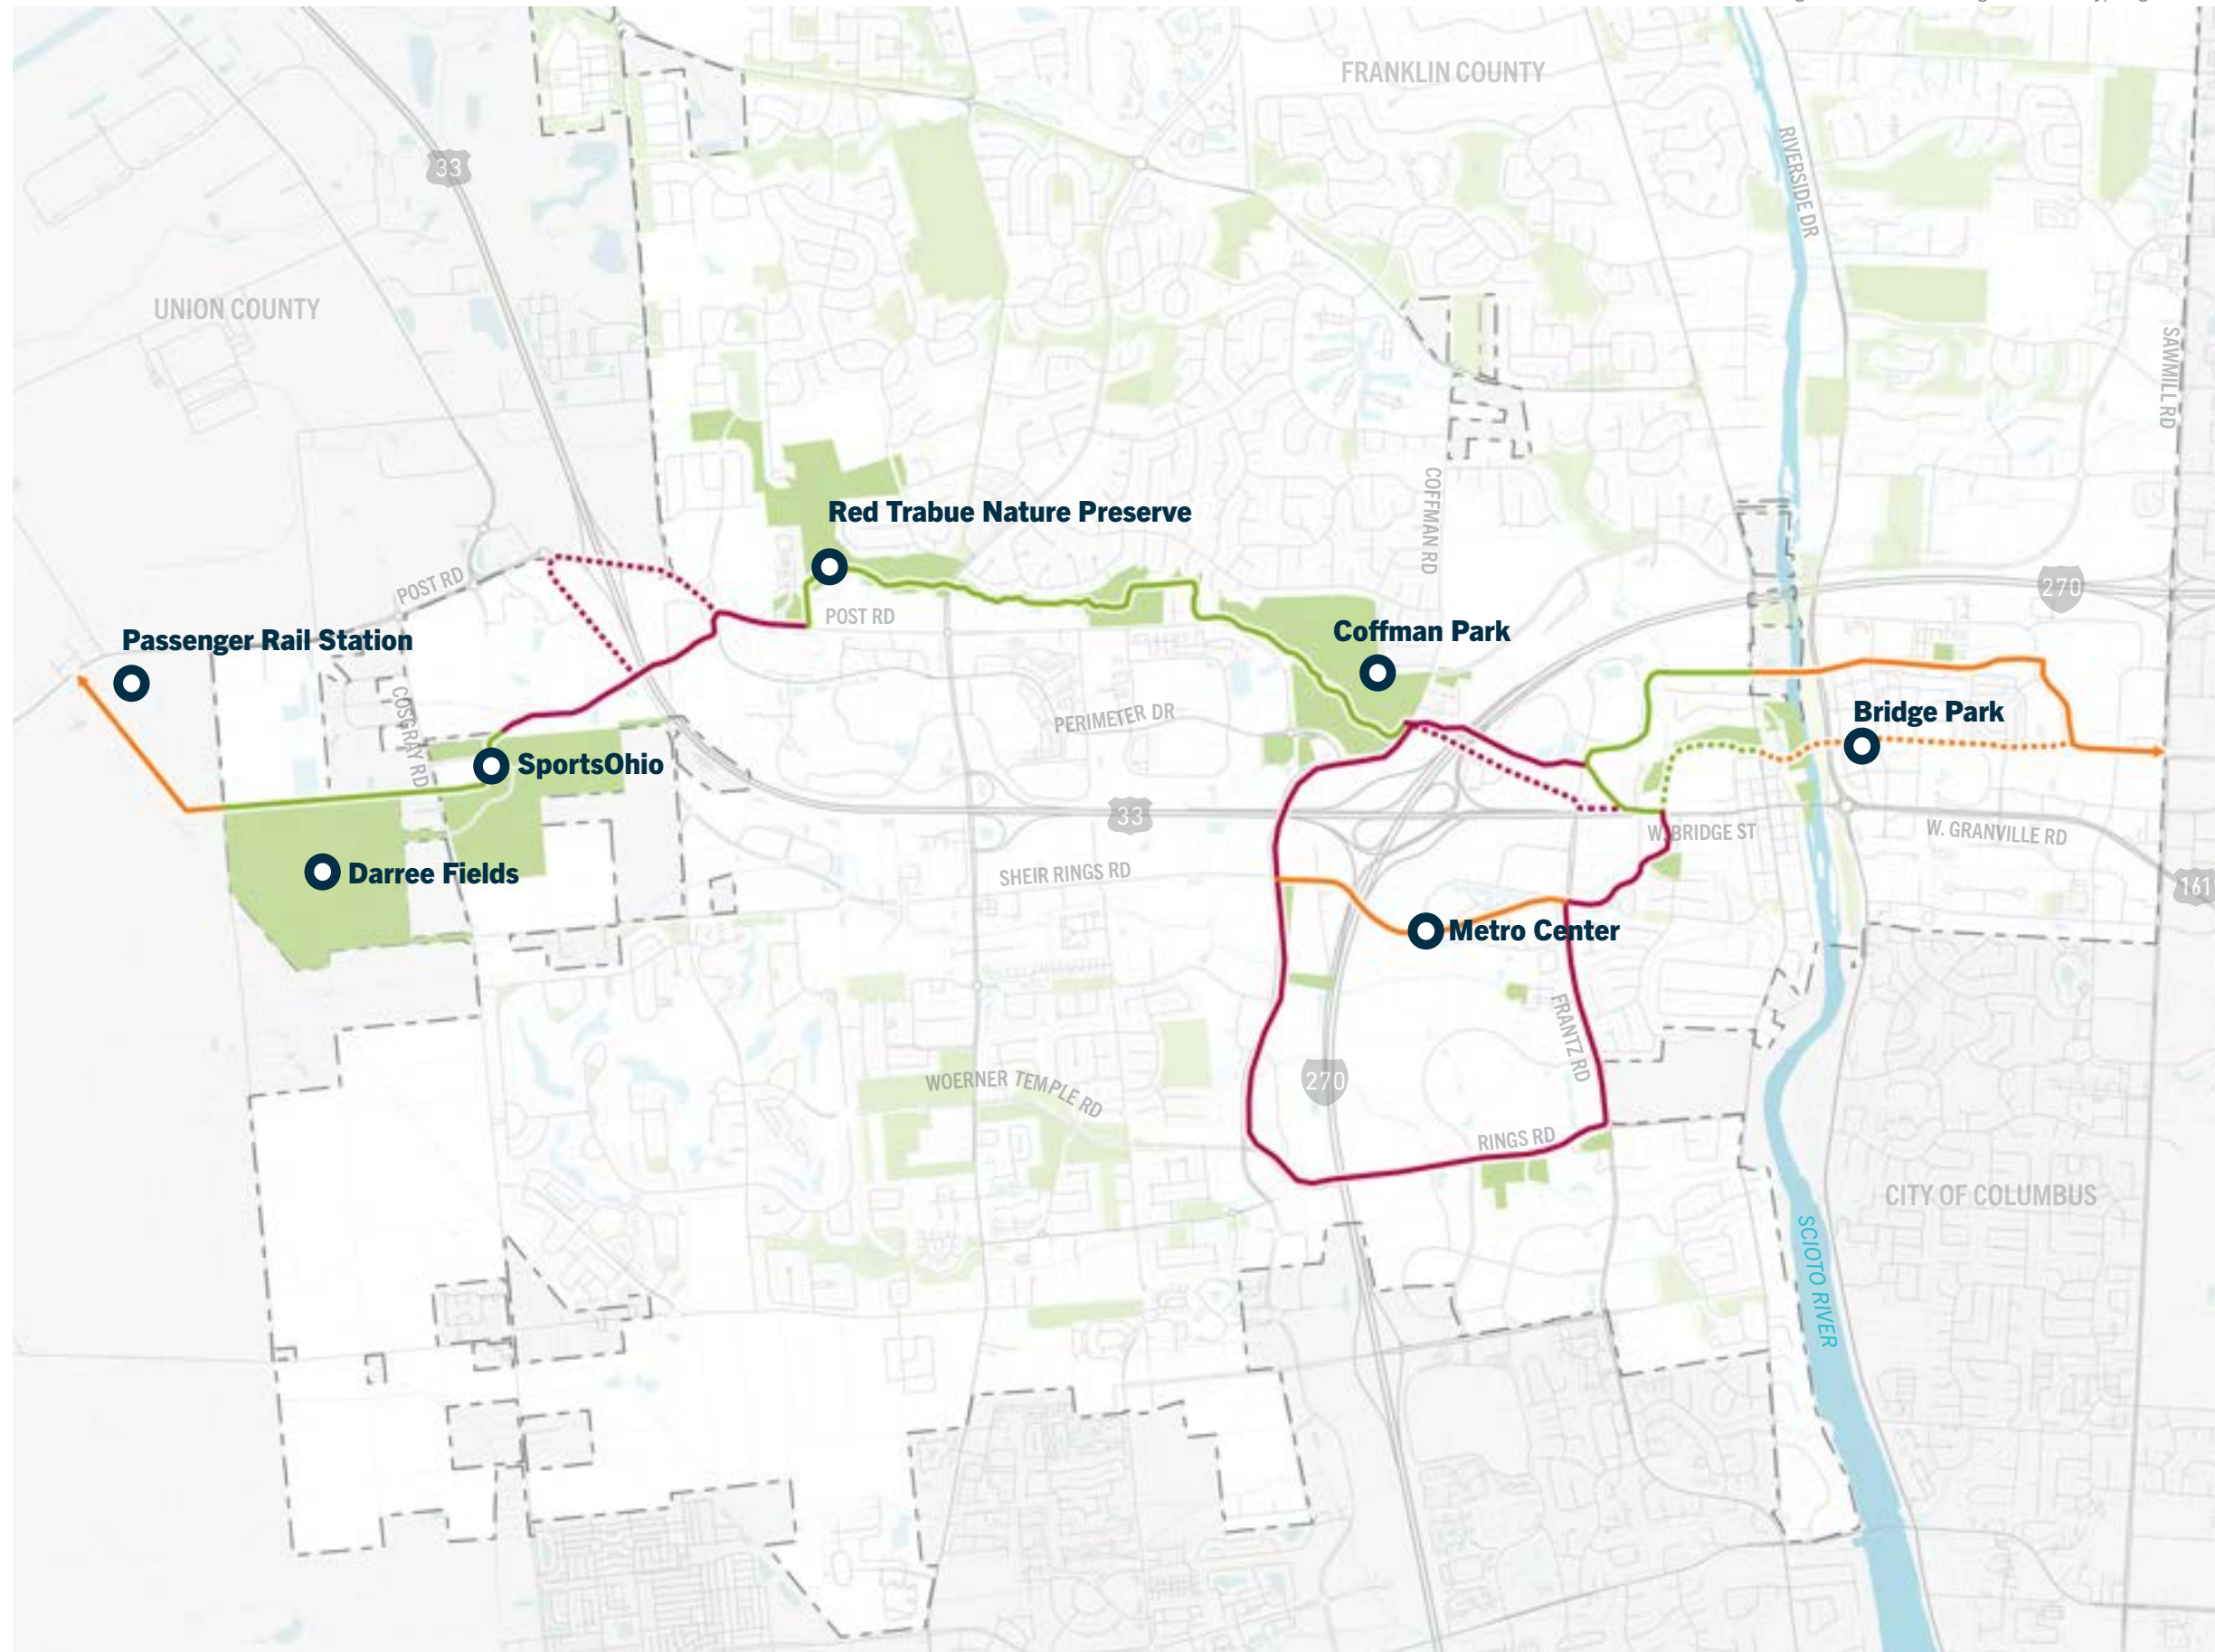 FRANKLIN COUNTY
RIVERSIDE DR
33
UNION COUNTY
SAWMILL RD
COFFMAN RD
Red Trabue Nature Preserve
POST RD
270
POST RD
Passenger Rail Station
Coffman Park
COSGRAY RD
PERIMETER DR
Bridge Park
SportsOhio
33
W. BRIDGE ST
W. GRANVILLE RD
Darree Fields
SHEIR RINGS RD
161
Metro Center
FRANTZ RD
270
WOERNER TEMPLE RD
RINGS RD
CITY OF COLUMBUS
SCIOTO RIVER